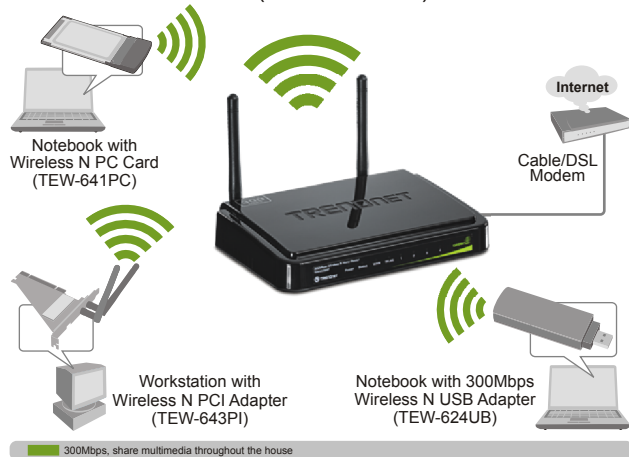 Internet
Cable/DSL
Modem
Notebook with
Wireless N PC Card
(TEW-641PC)
TRENDNET
TRENDNET
Workstation with
Wireless N PCI Adapter
(TEW-643PI)
Notebook with 300Mbps
Wireless N USB Adapter
(TEW-624UB)
300Mbps, share multimedia throughout the house